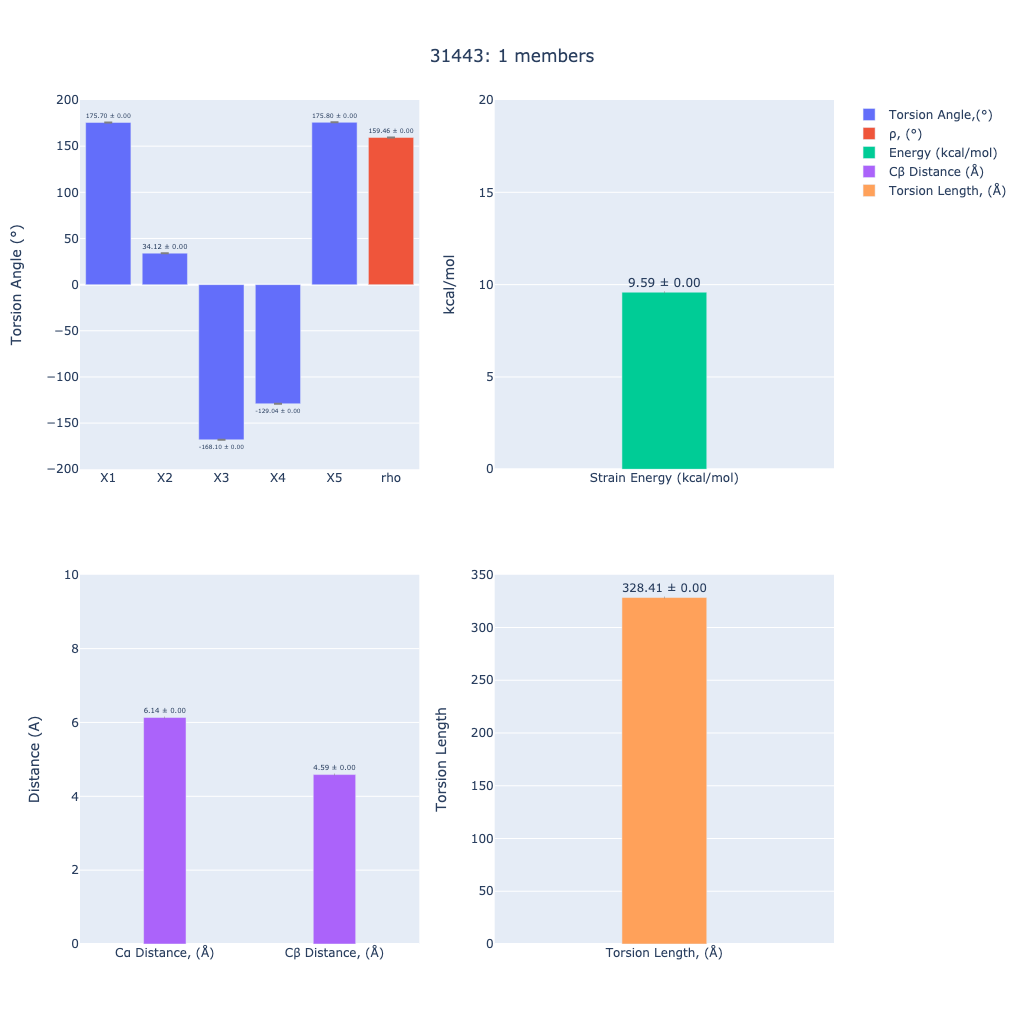 31443: 1 members
200
150
100
50
0
−50
−100
−150
−200
Torsion Angle (°)
175.70 ± 0.00
34.12 ± 0.00
-168.10 ± 0.00
-129.04 ± 0.00
175.80 ± 0.00
159.46 ± 0.00
X1 X2 X3 X4 X5 rho
20
15
10
5
0
kcal/mol
9.59 ± 0.00
Strain Energy (kcal/mol)
Torsion Angle,(°)
ρ, (°)
Energy (kcal/mol)
Cβ Distance (Å)
Torsion Length, (Å)
10
8
6
4
2
0
Distance (A)
6.14 ± 0.00
4.59 ± 0.00
Cα Distance, (Å) Cβ Distance, (Å)
350
300
250
200
150
100
50
0
Torsion Length
328.41 ± 0.00
Torsion Length, (Å)